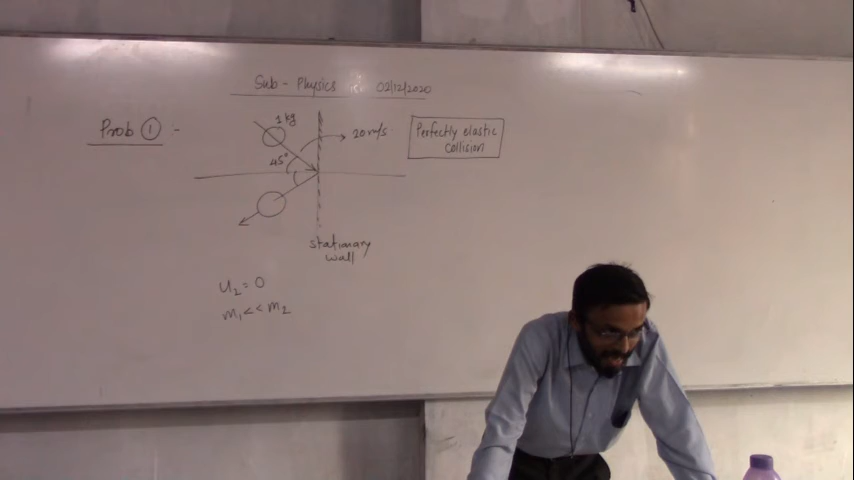 Sub - Physics
02/12/2020
Prob ① :-
1 kg
20 m/s
45°
Perfectly elastic
collision
stationary
wall
u₂ = 0
m₁ << m₂